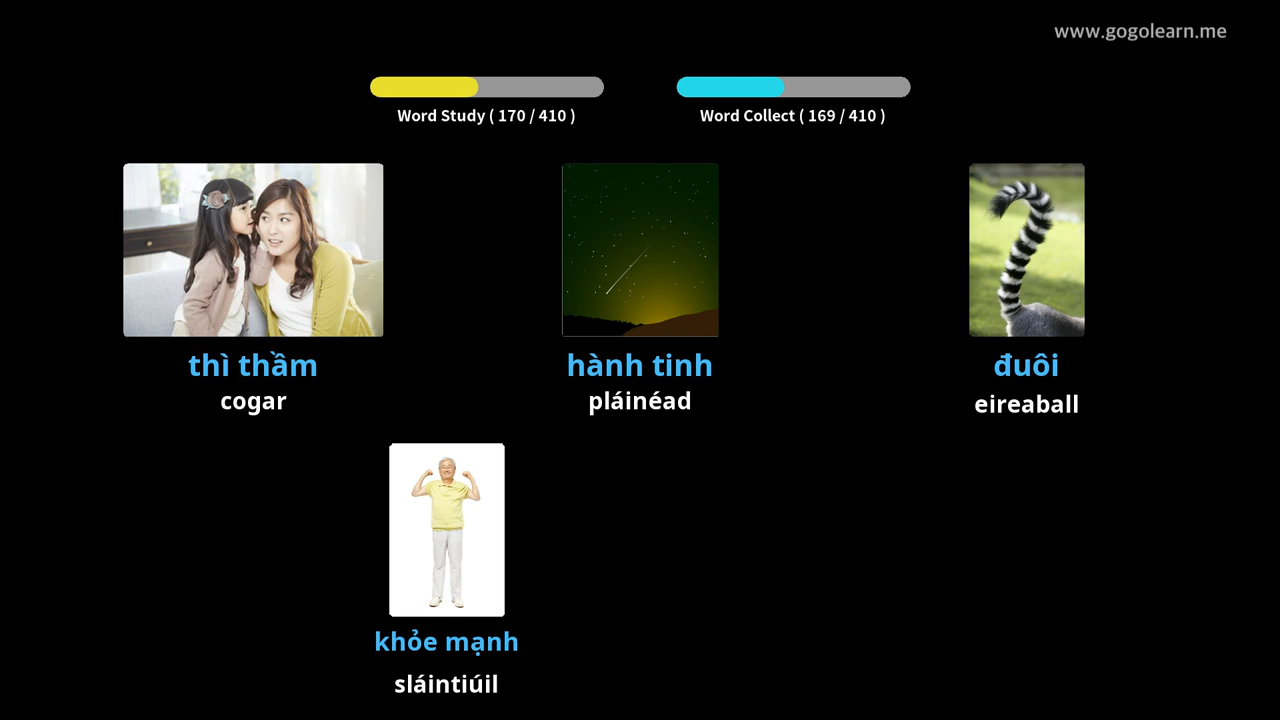 www.gogolearn.me
Word Study ( 170 / 410 )
Word Collect ( 169 / 410 )
thì thầm
cogar
hành tinh
pláinéad
đuôi
eireaball
khỏe mạnh
sláintiúil